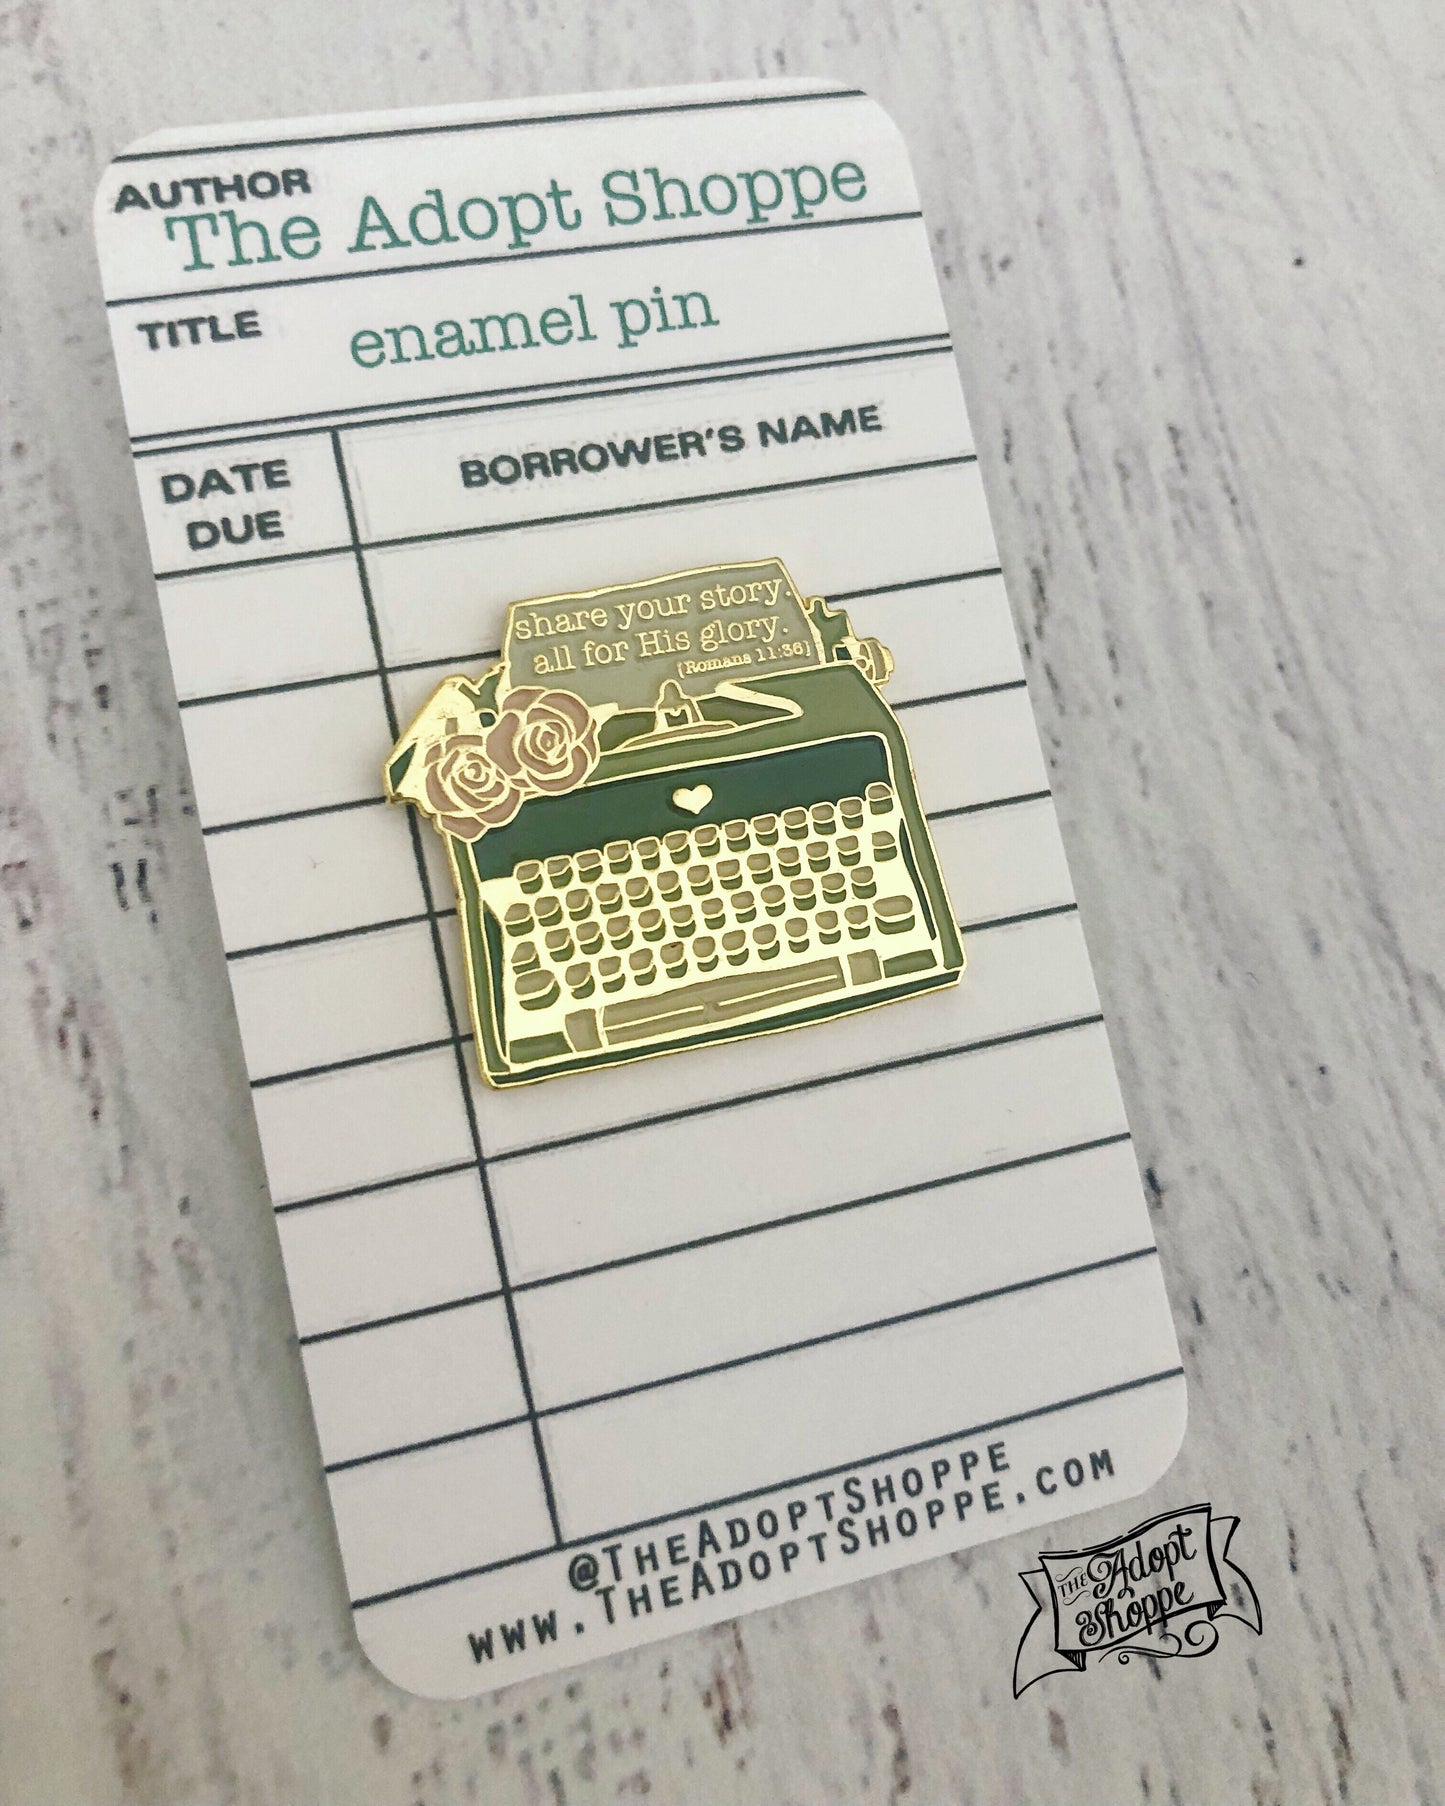 AUTHOR
The Adopt Shoppe
TITLE
enamel pin
DATE
DUE
BORROWER'S NAME
share your story.
all for His glory.
{Romans 11:36}
@TheAdoptShoppe
www.TheAdoptShoppe.com
THE Adopt
Shoppe